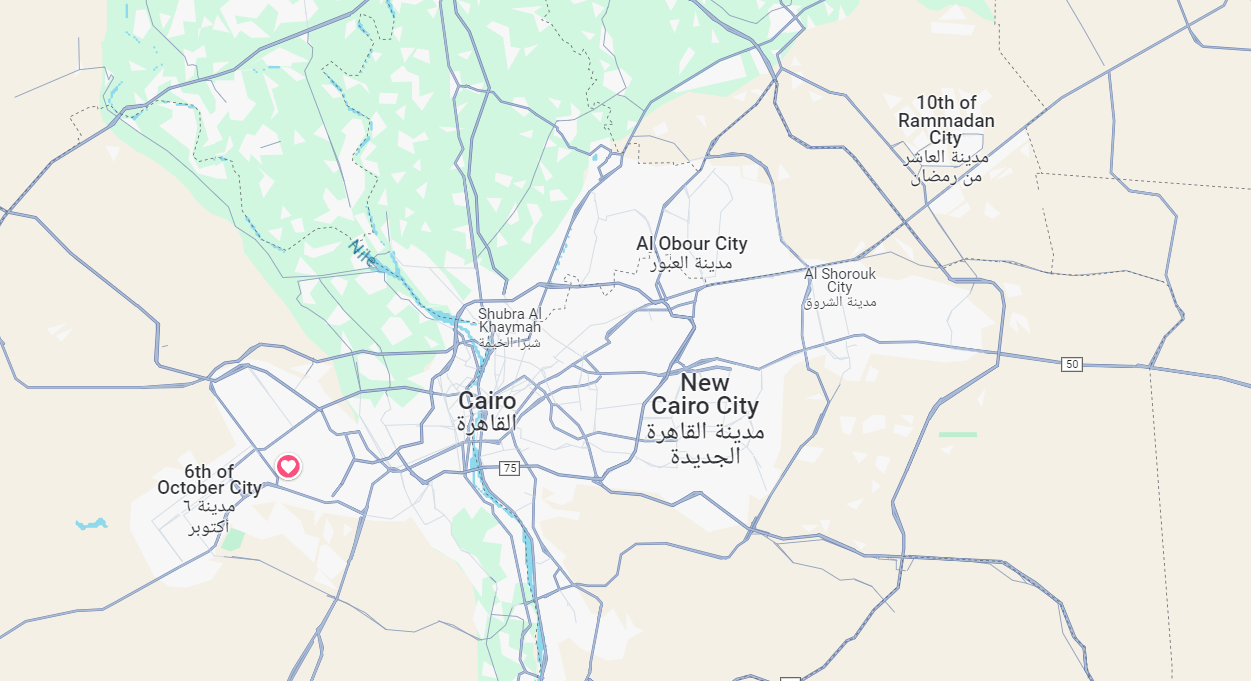 10th of
Rammadan
City
مدينة العاشر
من رمضان
Nile
Al Obour City
مدينة العبور
Al Shorouk
City
مدينة الشروق
Shubra Al
Khaymah
شبرا الخيمة
50
New
Cairo City
مدينة القاهرة
الجديدة
Cairo
القاهرة
75
6th of
October City
مدينة ٦
أكتوبر